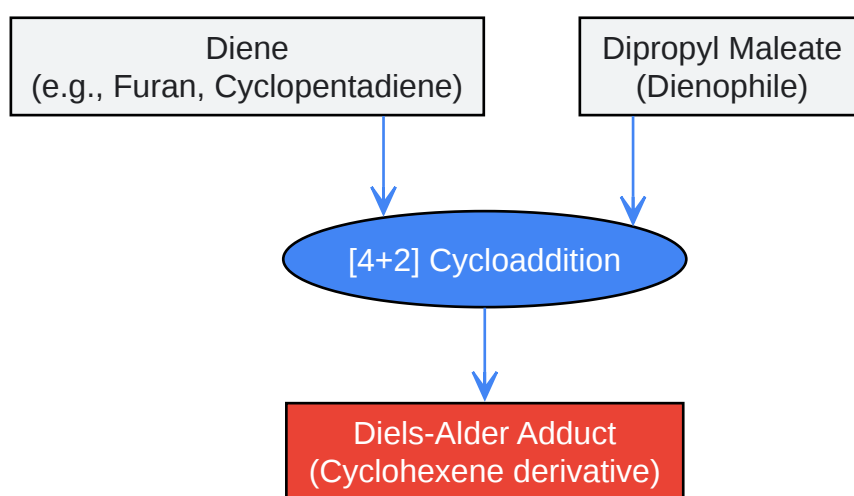 Diene
(e.g., Furan, Cyclopentadiene)
Dipropyl Maleate
(Dienophile)
[4+2] Cycloaddition
Diels-Alder Adduct
(Cyclohexene derivative)